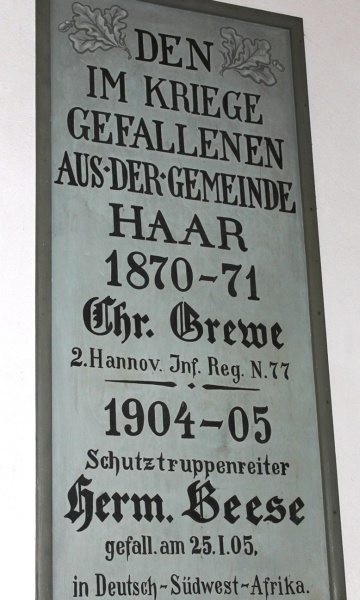 DEN
IM KRIEGE
GEFALLENEN
AUS·DER·GEMEINDE
HAAR
1870-71
Chr. Grewe
2. Hannov. Inf. Reg. N. 77
1904-05
Schutztruppenreiter
Herm. Beese
gefall. am 25.I.05,
in Deutsch-Südwest-Afrika.